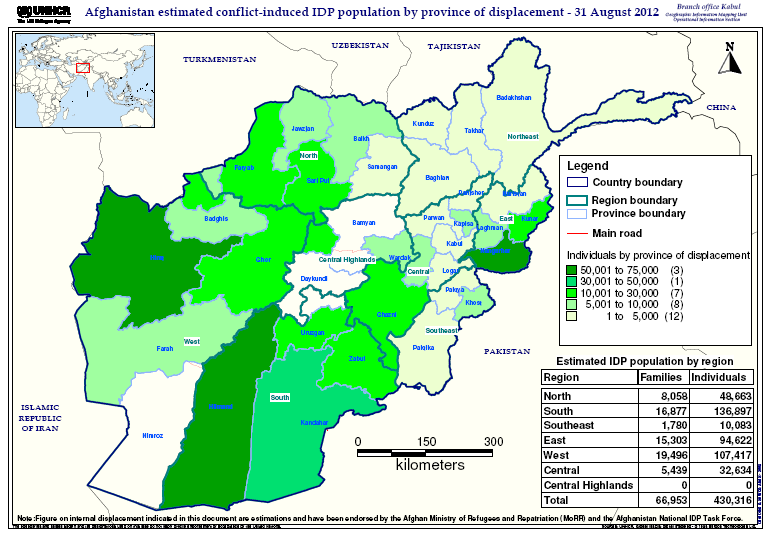 UNHCR
The UN Refugee Agency
Afghanistan estimated conflict-induced IDP population by province of displacement - 31 August 2012
Branch office Kabul
Geographic Information Mapping Unit
Operational Information Section
UZBEKISTAN
TAJIKISTAN
TURKMENISTAN
N
CHINA
Badakhshan
Kunduz
Takhar
Northeast
Jawzjan
Balkh
North
Samangan
Faryab
Sari Pul
Baghlan
Badghis
Bamyan
Parwan
Kapisa
East
Kunar
Laghman
Kabul
Wardak
Ghor
Central Highlands
Central
Logar
Daykundi
Paktya
Khost
Ghazni
Southeast
Uruzgan
Paktika
Zabul
West
Farah
South
Kandahar
Nimroz
PAKISTAN
ISLAMIC
REPUBLIC
OF IRAN
Legend
Country boundary
Region boundary
Province boundary
Main road
Individuals by province of displacement
50,001 to 75,000 (3)
30,001 to 50,000 (1)
10,001 to 30,000 (7)
5,001 to 10,000 (8)
1 to 5,000 (12)
Estimated IDP population by region
Region Families Individuals
North 8,058 48,663
South 16,877 136,897
Southeast 1,780 10,083
East 15,303 94,622
West 19,496 107,417
Central 5,439 32,634
Central Highlands 0 0
Total 66,953 430,316
0 150 300
kilometers
Note :Figure on internal displacement indicated in this document are estimations and have been endorsed by the Afghan Ministry of Refugees and Repatriation (MoRR) and the Afghanistan National IDP Task Force.